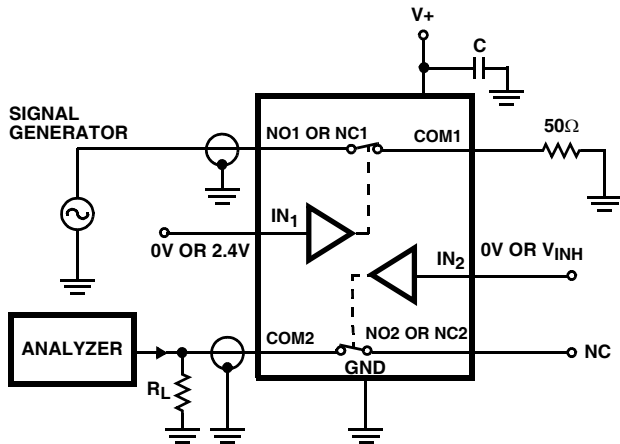 V+
C
SIGNAL
GENERATOR
NO1 OR NC1
COM1
50Ω
IN1
0V OR 2.4V
IN2
0V OR VINH
ANALYZER
COM2
NO2 OR NC2
NC
GND
RL